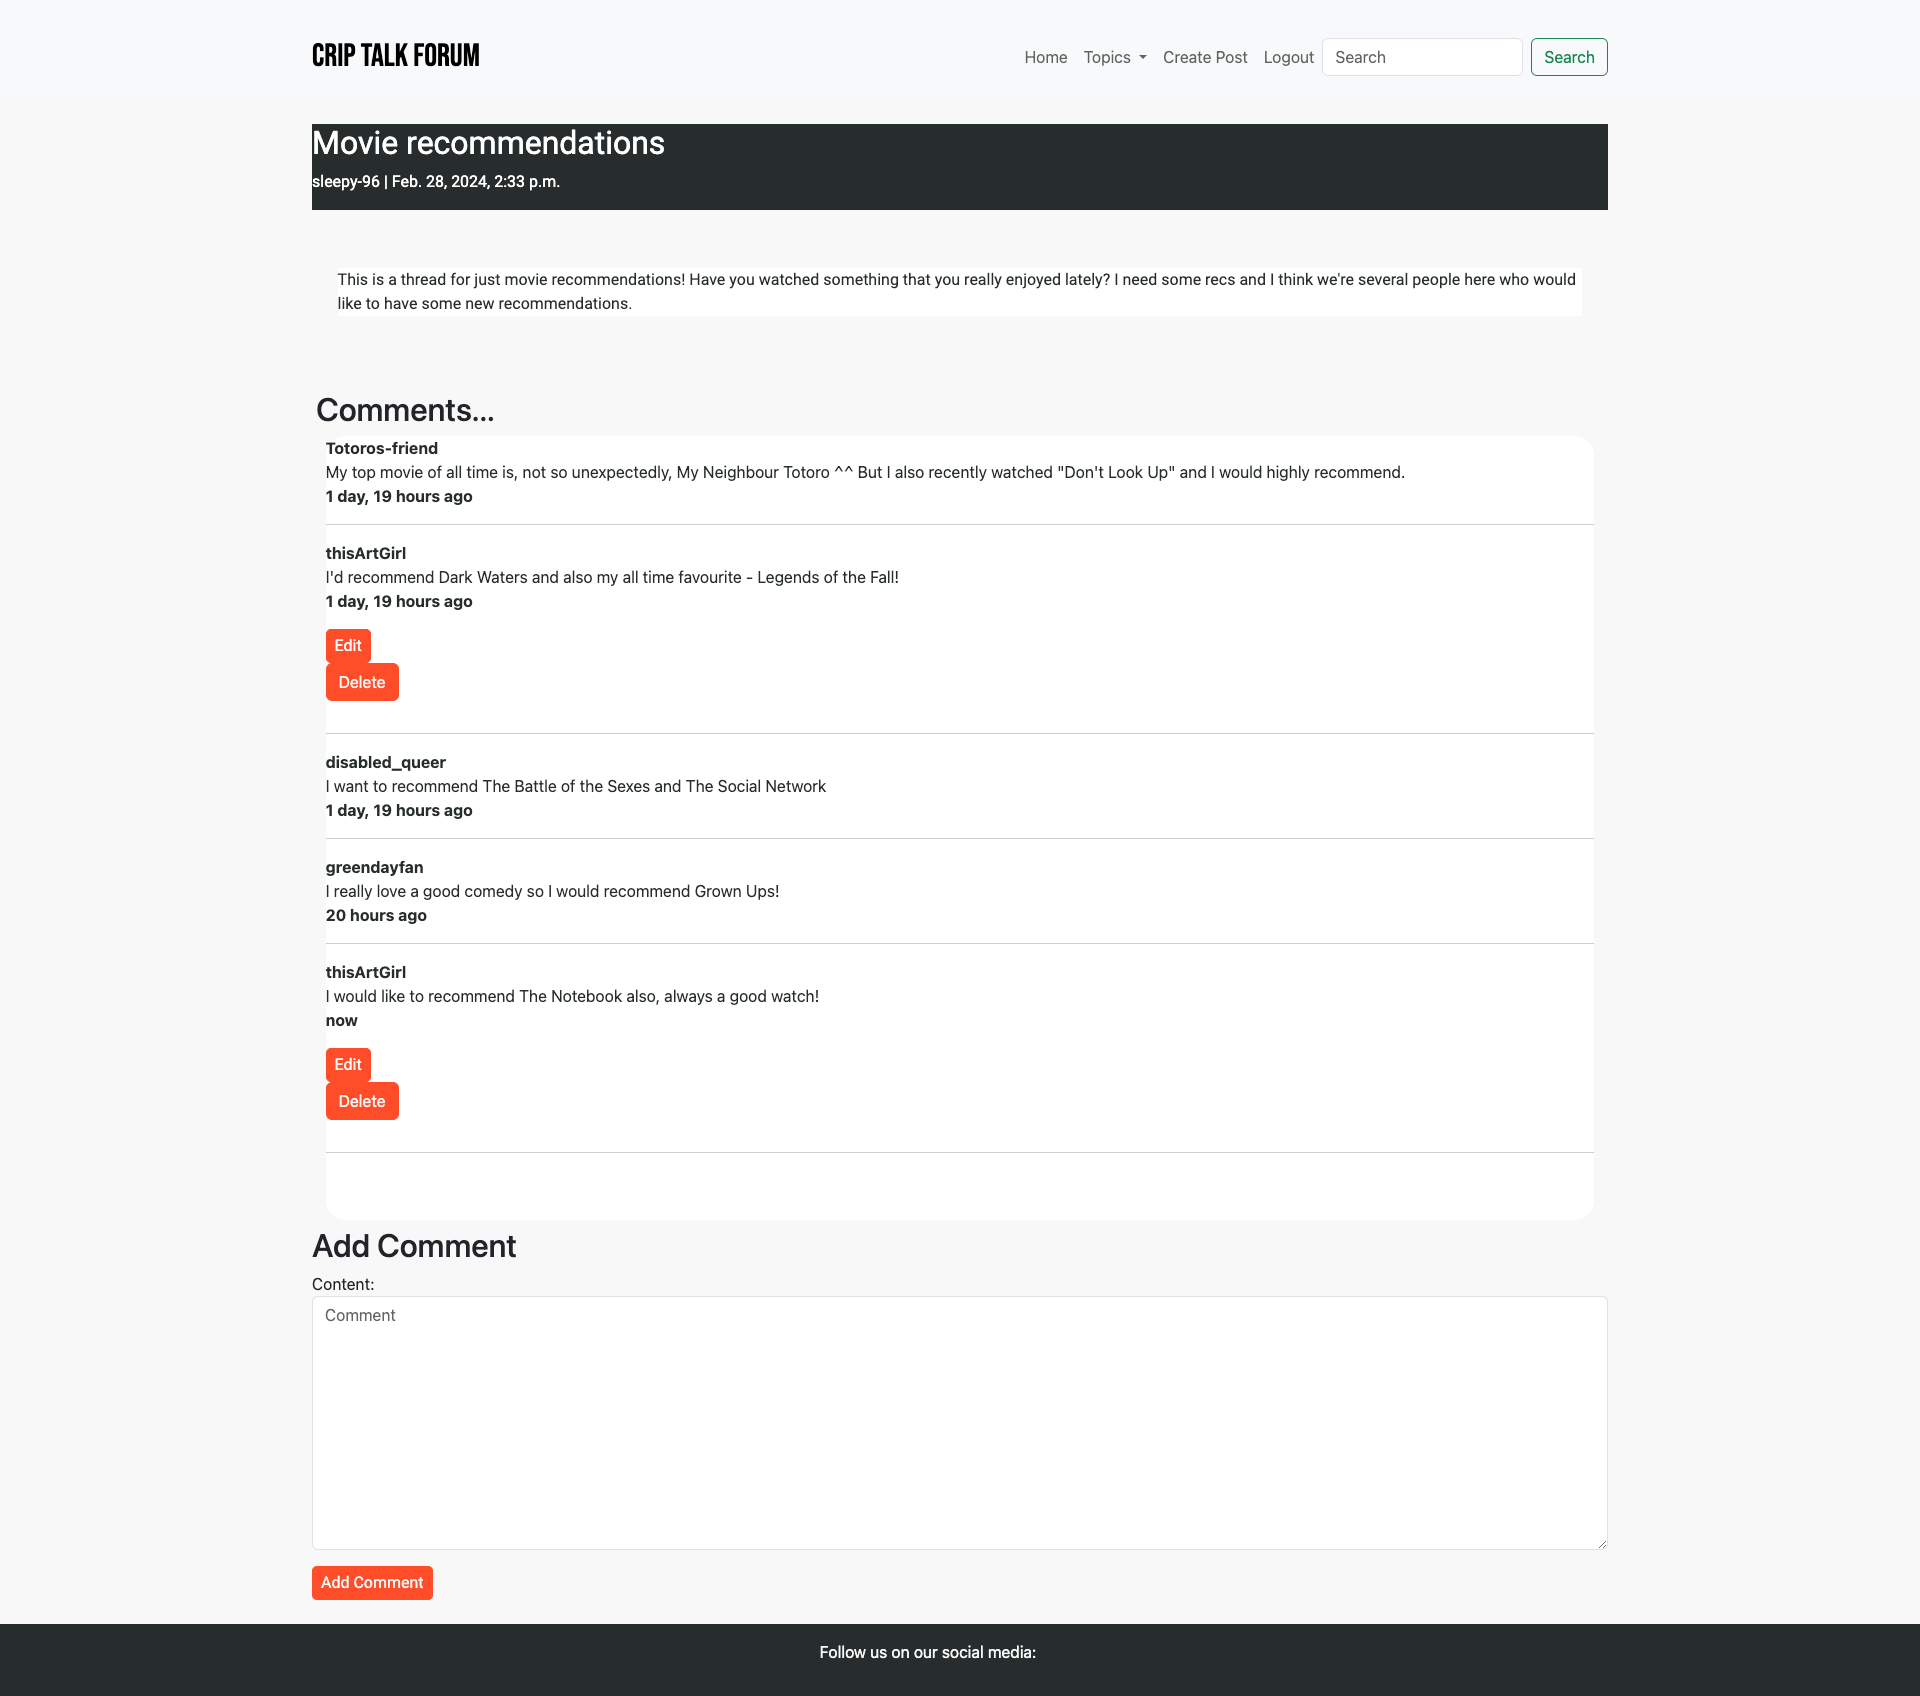 CRIP TALK FORUM
Home Topics Create Post Logout Search Search
Movie recommendations
sleepy-96 | Feb. 28, 2024, 2:33 p.m.
This is a thread for just movie recommendations! Have you watched something that you really enjoyed lately? I need some recs and I think we're several people here who would
like to have some new recommendations.
Comments...
Totoros-friend
My top movie of all time is, not so unexpectedly, My Neighbour Totoro ^^ But I also recently watched "Don't Look Up" and I would highly recommend.
1 day, 19 hours ago
thisArtGirl
I'd recommend Dark Waters and also my all time favourite - Legends of the Fall!
1 day, 19 hours ago
Edit
Delete
disabled_queer
I want to recommend The Battle of the Sexes and The Social Network
1 day, 19 hours ago
greendayfan
I really love a good comedy so I would recommend Grown Ups!
20 hours ago
thisArtGirl
I would like to recommend The Notebook also, always a good watch!
now
Edit
Delete
Add Comment
Content:
Comment
Add Comment
Follow us on our social media: